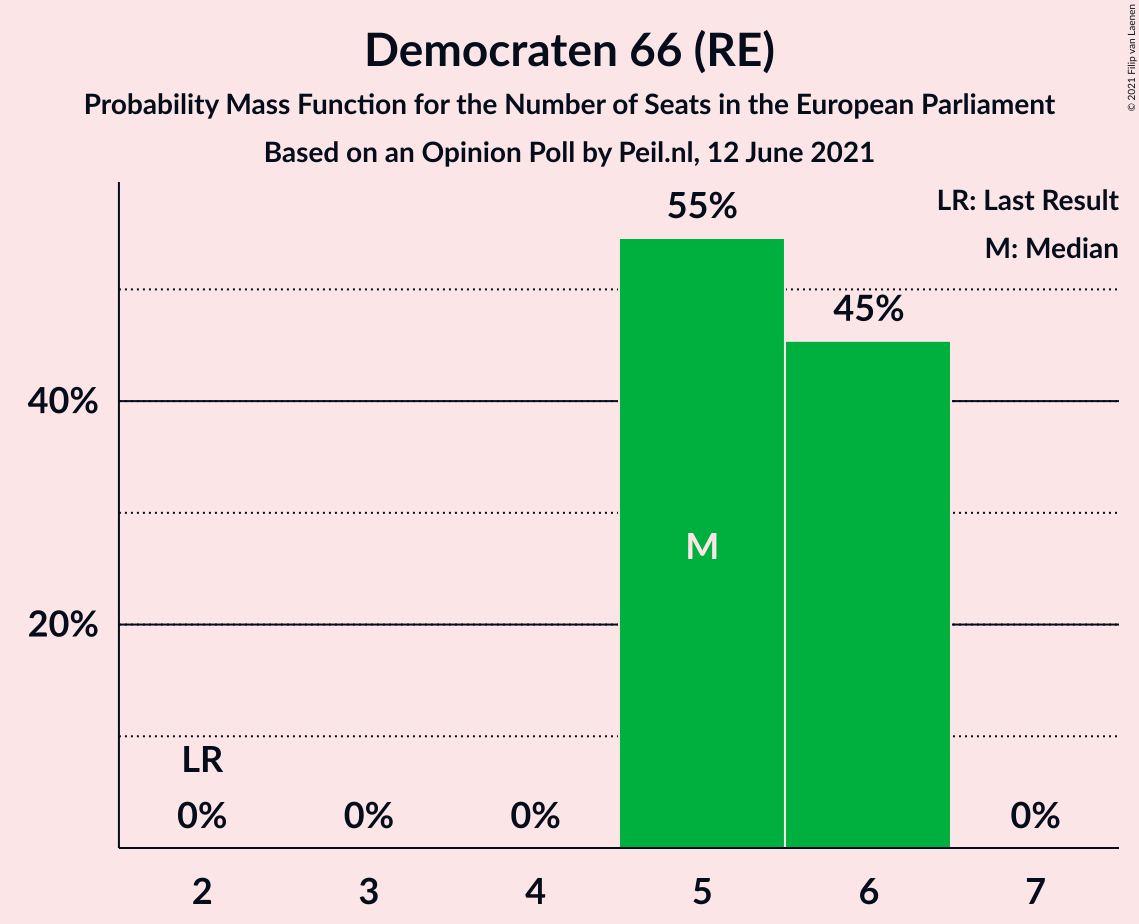 Democraten 66 (RE)
Probability Mass Function for the Number of Seats in the European Parliament
Based on an Opinion Poll by Peil.nl, 12 June 2021
© 2021 Filip van Laenen
LR: Last Result
M: Median
55%
45%
40%
20%
M
LR
0%
0%
0%
0%
2
3
4
5
6
7